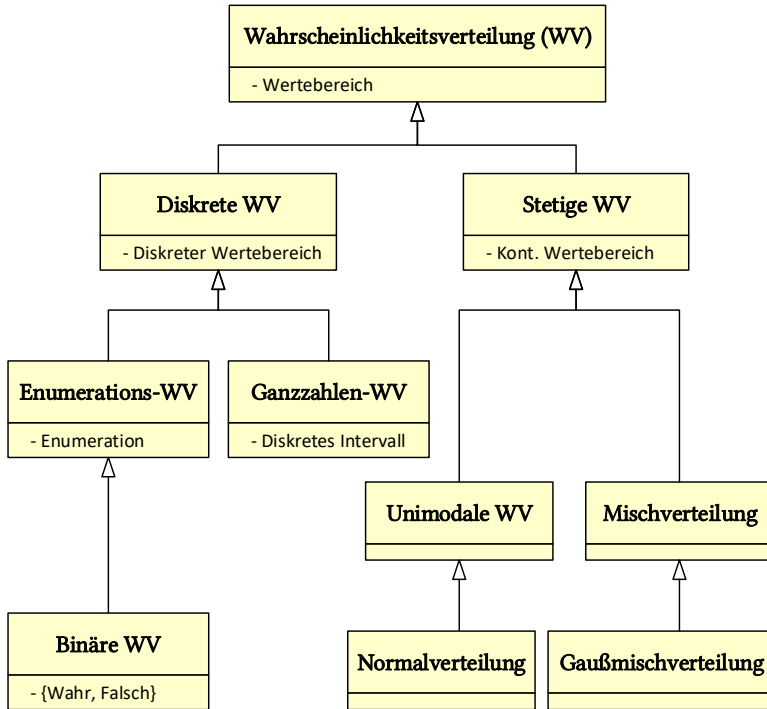 Wahrscheinlichkeitsverteilung (WV)
- Wertebereich
Diskrete WV
- Diskreter Wertebereich
Stetige WV
- Kont. Wertebereich
Enumerations-WV
- Enumeration
Ganzzahlen-WV
- Diskretes Intervall
Unimodale WV
Mischverteilung
Binäre WV
- {Wahr, Falsch}
Normalverteilung
Gaußmischverteilung